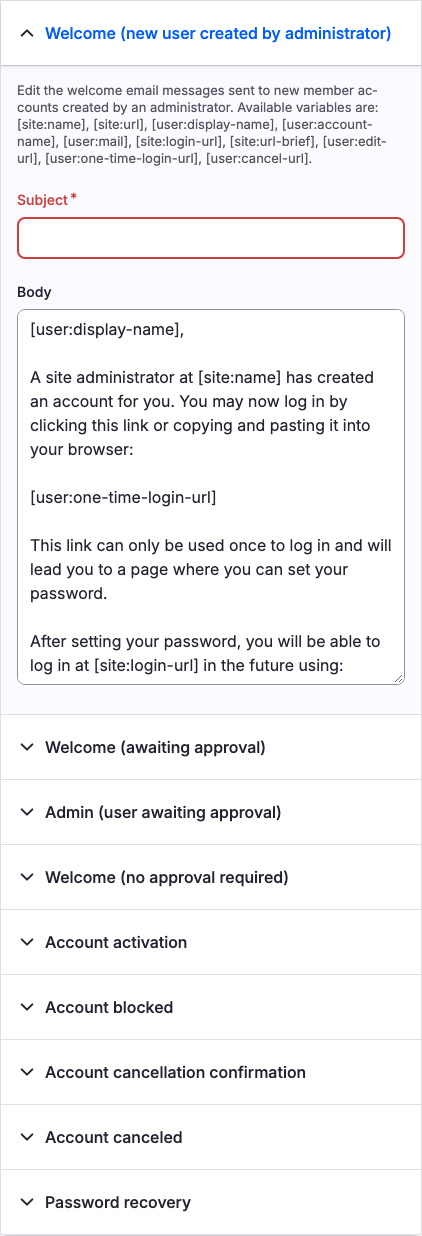 Welcome (new user created by administrator)
Edit the welcome email messages sent to new member ac-
counts created by an administrator. Available variables are:
[site:name], [site:url], [user:display-name], [user:account-
name], [user:mail], [site:login-url], [site:url-brief], [user:edit-
url], [user:one-time-login-url], [user:cancel-url].
Subject*
Body
[user:display-name],
A site administrator at [site:name] has created
an account for you. You may now log in by
clicking this link or copying and pasting it into
your browser:
[user:one-time-login-url]
This link can only be used once to log in and will
lead you to a page where you can set your
password.
After setting your password, you will be able to
log in at [site:login-url] in the future using:
Welcome (awaiting approval)
Admin (user awaiting approval)
Welcome (no approval required)
Account activation
Account blocked
Account cancellation confirmation
Account canceled
Password recovery